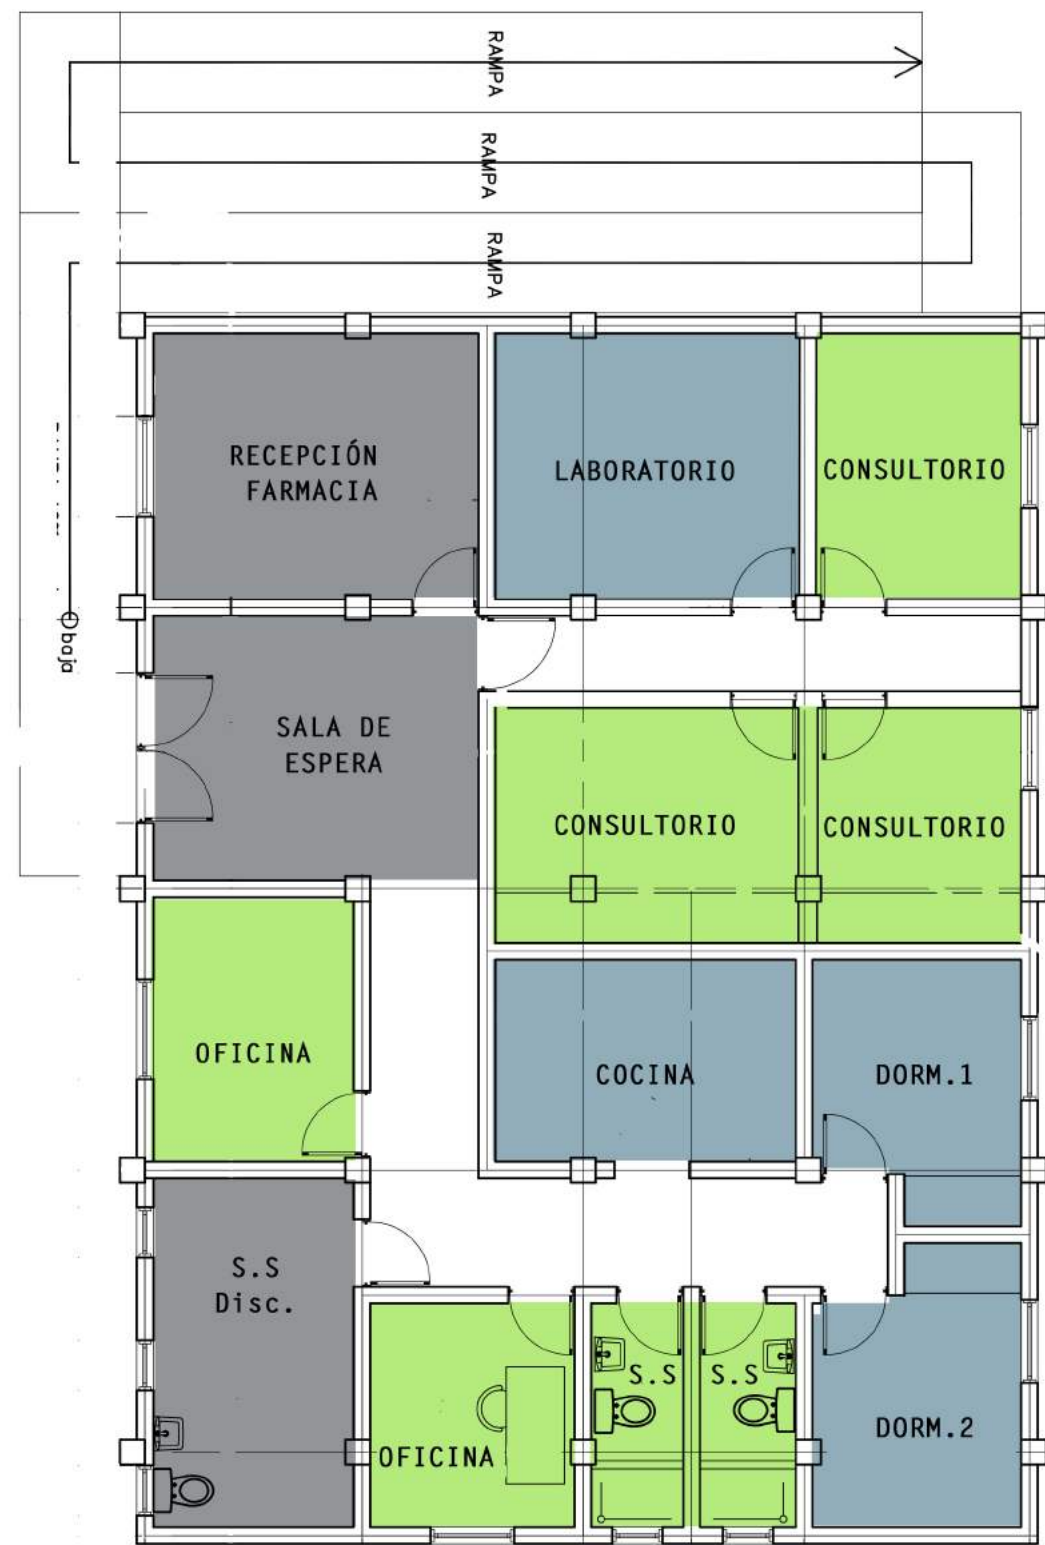 RAMPA
RAMPA
RAMPA
RECEPCIÓN
FARMACIA
LABORATORIO
CONSULTORIO
baja
SALA DE
ESPERA
CONSULTORIO
CONSULTORIO
OFICINA
COCINA
DORM.1
S.S
Disc.
S.S
S.S
OFICINA
DORM.2